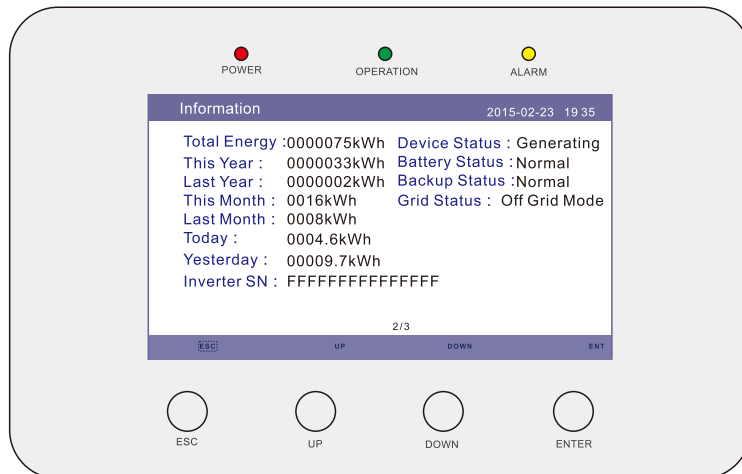 POWER OPERATION ALARM
Information 2015-02-23 19 35
Total Energy :0000075kWh Device Status : Generating
This Year : 0000033kWh Battery Status :Normal
Last Year : 0000002kWh Backup Status :Normal
This Month : 0016kWh Grid Status : Off Grid Mode
Last Month : 0008kWh
Today : 0004.6kWh
Yesterday : 00009.7kWh
Inverter SN : FFFFFFFFFFFFFFF
2/3
ESC UP DOWN ENT
ESC UP DOWN ENTER